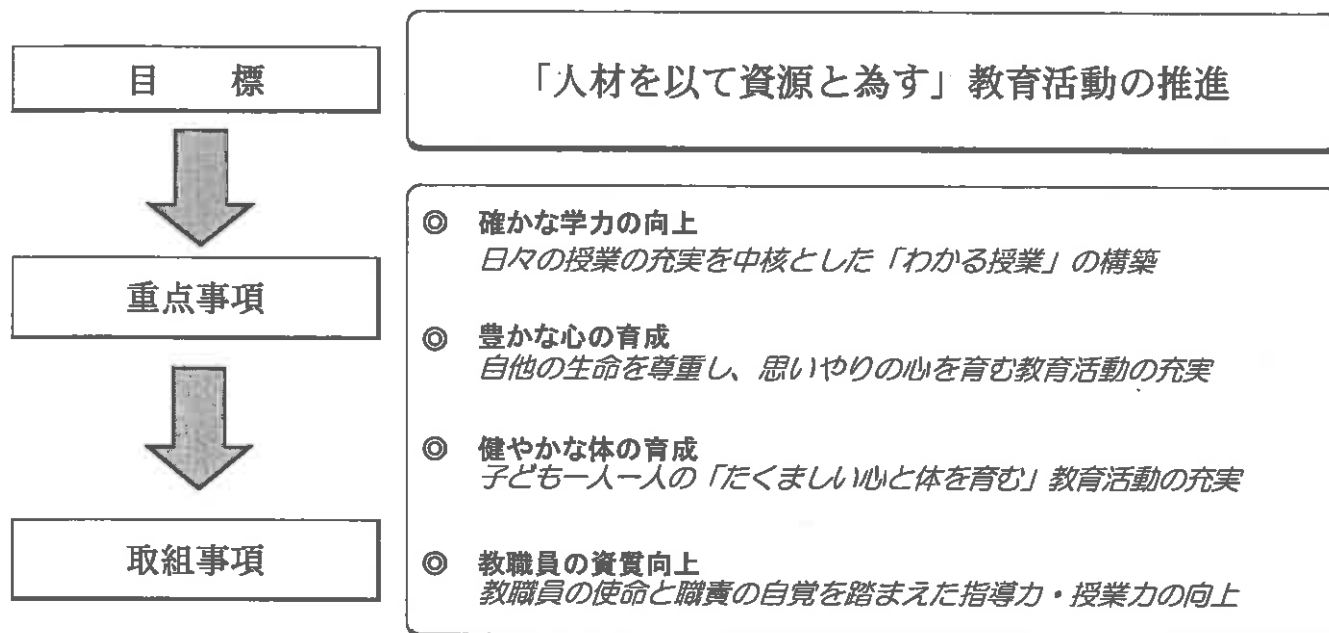 目　　標
「人材を以て資源と為す」教育活動の推進
重点事項
◎ 確かな学力の向上
日々の授業の充実を中核とした「わかる授業」の構築
◎ 豊かな心の育成
自他の生命を尊重し、思いやりの心を育む教育活動の充実
◎ 健やかな体の育成
子ども一人一人の「たくましい心と体を育む」教育活動の充実
取組事項
◎ 教職員の資質向上
教職員の使命と職責の自覚を踏まえた指導力・授業力の向上